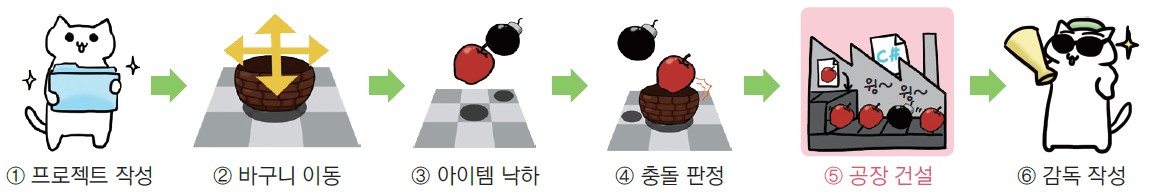 C#
윙~ 윙~
① 프로젝트 작성
② 바구니 이동
③ 아이템 낙하
④ 충돌 판정
⑤ 공장 건설
⑥ 감독 작성